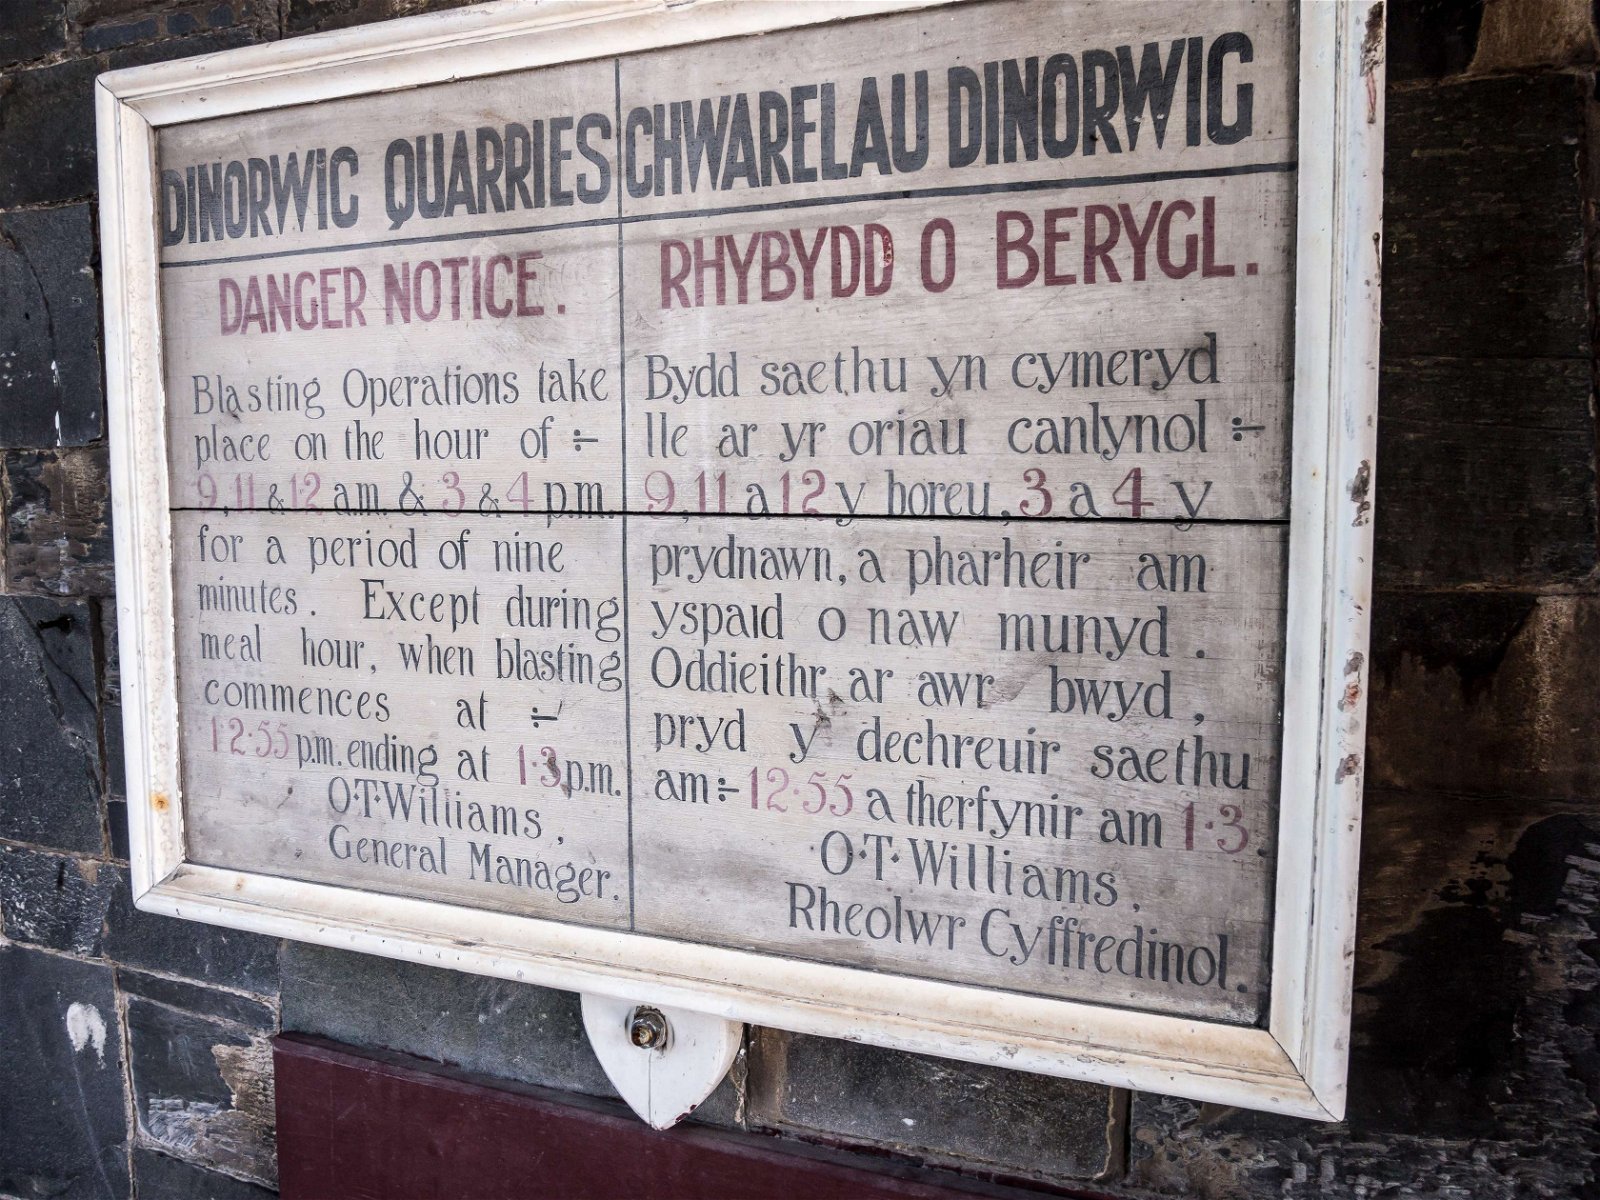 DINORWIC QUARRIES
DANGER NOTICE.
Blasting Operations take
place on the hour of :-
9, 11 & 12 a.m. & 3 & 4 p.m.
for a period of nine
minutes. Except during
meal hour, when blasting
commences at :-
12·55 p.m. ending at 1·3 p.m.
O·T·Williams,
General Manager.
CHWARELAU DINORWIG
RHYBYDD O BERYGL.
Bydd saethu yn cymeryd
lle ar yr oriau canlynol :-
9, 11 a 12 y boreu, 3 a 4 y
prydnawn, a pharheir am
yspaid o naw munyd.
Oddieithr ar awr bwyd,
pryd y dechreuir saethu
am :- 12·55 a therfynir am 1·3.
O·T·Williams,
Rheolwr Cyffredinol.